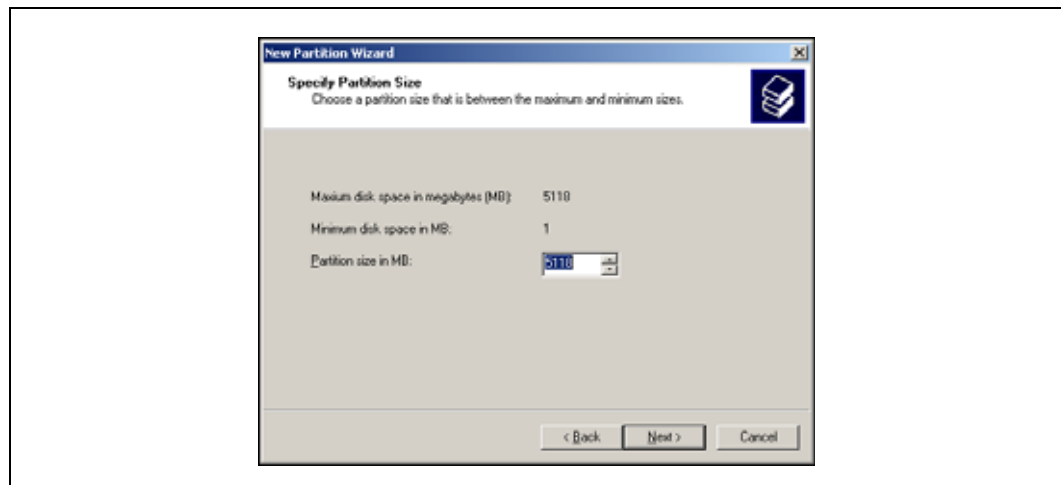 New Partition Wizard
Specify Partition Size
Choose a partition size that is between the maximum and minimum sizes.
Maxium disk space in megabytes (MB): 5118
Minimum disk space in MB: 1
Partition size in MB: 5118
< Back Next > Cancel